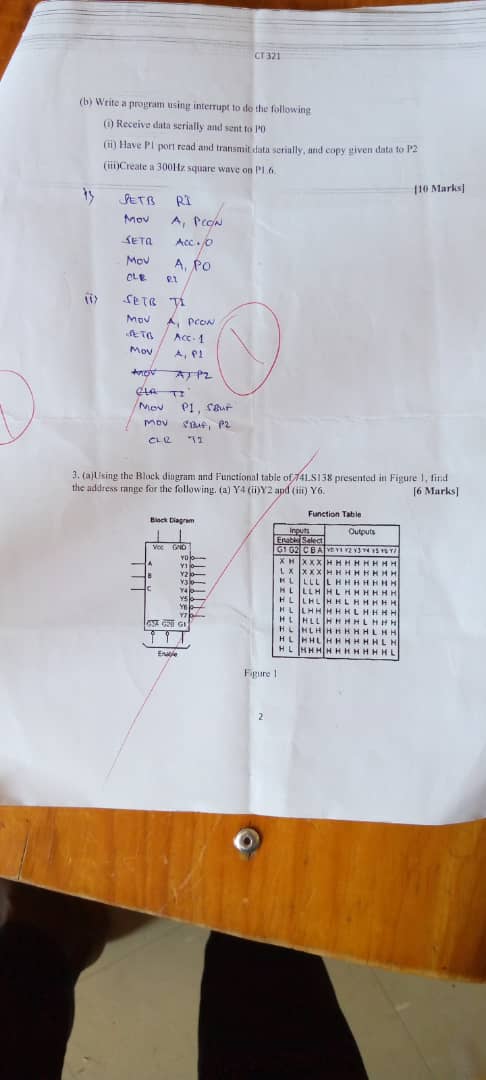 CT 321
(b) Write a program using interrupt to do the following
(i) Receive data serially and sent to P0
(ii) Have P1 port read and transmit data serially, and copy given data to P2
(iii)Create a 300Hz square wave on P1.6.
[10 Marks]
i)
SETB RI
MOV A, PCON
SETB ACC.
MOV A, P0
CLR RI
ii) SETB TI
MOV A, PCON
SETB ACC.1
MOV A, P1
MOV A, P2
CLR TI
MOV P1, SBUF
MOV SBUF, P2
CLR TI
3. (a)Using the Block diagram and Functional table of 74LS138 presented in Figure 1, find
the address range for the following. (a) Y4 (ii)Y2 and (iii) Y6.
[6 Marks]
Block Diagram
Vcc GND
Y0
Y1
A
Y2
B
Y3
C
Y4
Y5
Y6
Y7
G2A G2B G1
Enable
Function Table
Inputs Outputs
Enable Select
G1 G2 C B A Y0 Y1 Y2 Y3 Y4 Y5 Y6 Y7
X H X X X H H H H H H H H
L X X X X H H H H H H H H
H L L L L L H H H H H H H
H L L L H H L H H H H H H
H L L H L H H L H H H H H
H L L H H H H H L H H H H
H L H L L H H H H L H H H
H L H L H H H H H H L H H
H L H H L H H H H H H L H
H L H H H H H H H H H H L
Figure 1
2